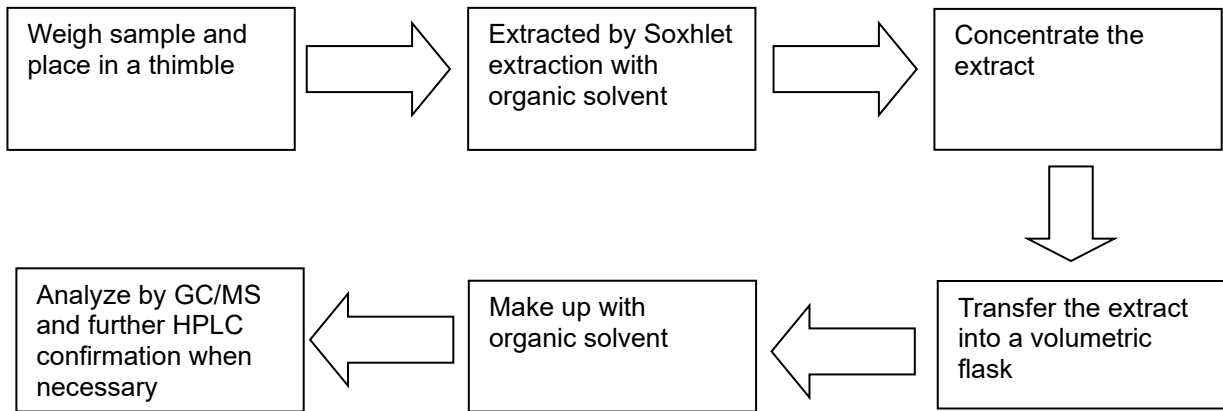 Weigh sample and
place in a thimble
Extracted by Soxhlet
extraction with
organic solvent
Concentrate the
extract
Transfer the extract
into a volumetric
flask
Make up with
organic solvent
Analyze by GC/MS
and further HPLC
confirmation when
necessary